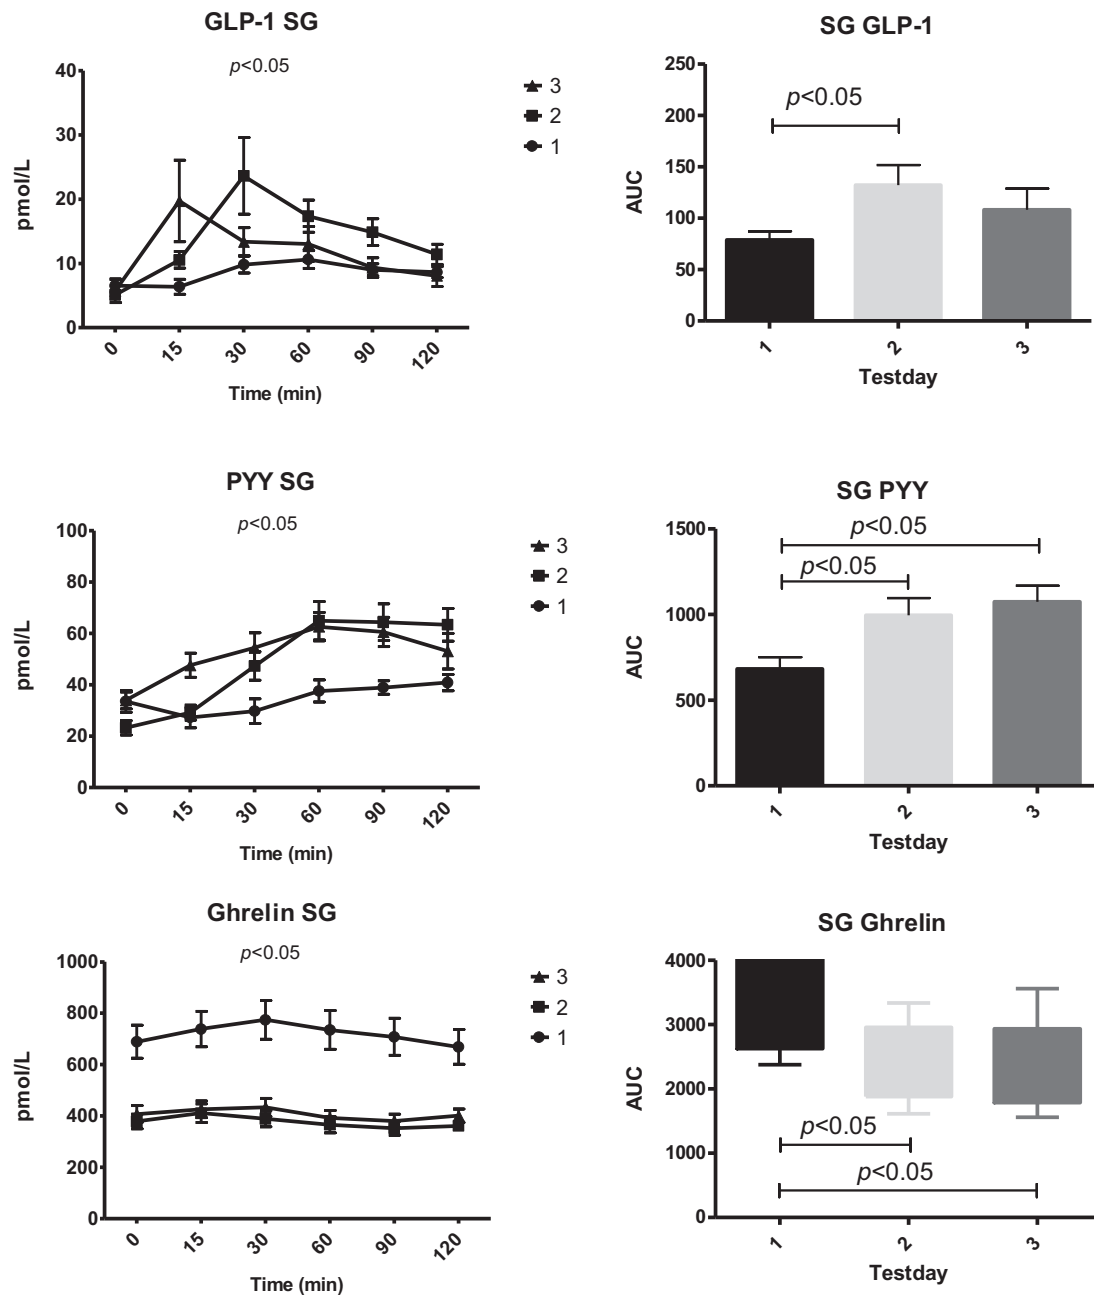 GLP-1 SG
p<0.05
40
30
20
10
0
pmol/L
0 15 30 60 90 120
Time (min)
3
2
1
SG GLP-1
250
200
150
100
50
0
AUC
p<0.05
1 2 3
Testday
PYY SG
p<0.05
100
80
60
40
20
0
pmol/L
0 15 30 60 90 120
Time (min)
3
2
1
SG PYY
1500
1000
500
0
AUC
p<0.05
p<0.05
1 2 3
Testday
Ghrelin SG
p<0.05
1000
800
600
400
200
0
pmol/L
0 15 30 60 90 120
Time (min)
3
2
1
SG Ghrelin
4000
3000
2000
1000
0
AUC
p<0.05
p<0.05
1 2 3
Testday